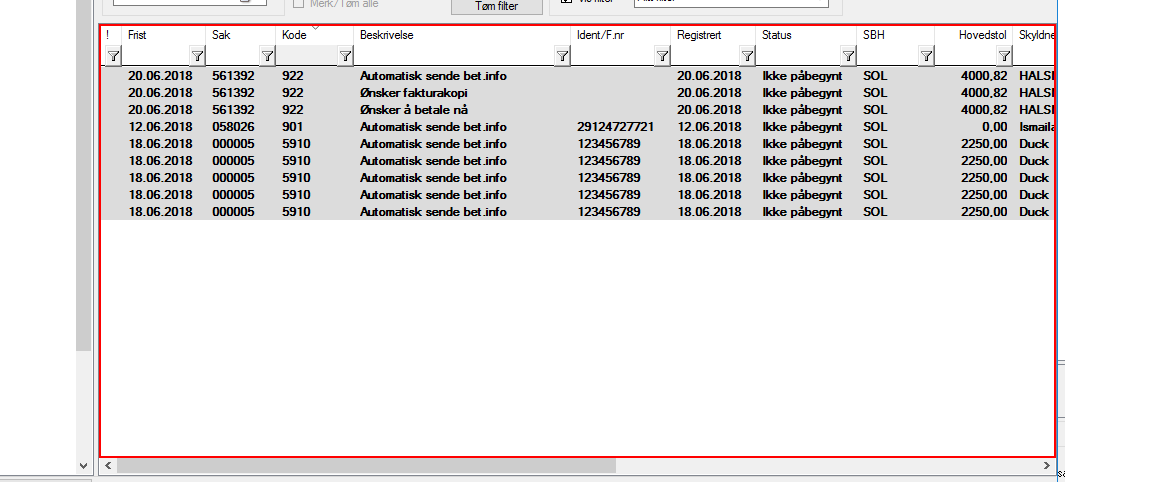 Merk/Tøm alle Tøm filter Vis filter
! Frist Sak Kode Beskrivelse Ident/F.nr Registrert Status SBH Hovedstol Skyldne
20.06.2018 561392 922 Automatisk sende bet.info 20.06.2018 Ikke påbegynt SOL 4000,82 HALS
20.06.2018 561392 922 Ønsker fakturakopi 20.06.2018 Ikke påbegynt SOL 4000,82 HALS
20.06.2018 561392 922 Ønsker å betale nå 20.06.2018 Ikke påbegynt SOL 4000,82 HALS
12.06.2018 058026 901 Automatisk sende bet.info 29124727721 12.06.2018 Ikke påbegynt SOL 0,00 Ismaila
18.06.2018 000005 5910 Automatisk sende bet.info 123456789 18.06.2018 Ikke påbegynt SOL 2250,00 Duck
18.06.2018 000005 5910 Automatisk sende bet.info 123456789 18.06.2018 Ikke påbegynt SOL 2250,00 Duck
18.06.2018 000005 5910 Automatisk sende bet.info 123456789 18.06.2018 Ikke påbegynt SOL 2250,00 Duck
18.06.2018 000005 5910 Automatisk sende bet.info 123456789 18.06.2018 Ikke påbegynt SOL 2250,00 Duck
18.06.2018 000005 5910 Automatisk sende bet.info 123456789 18.06.2018 Ikke påbegynt SOL 2250,00 Duck